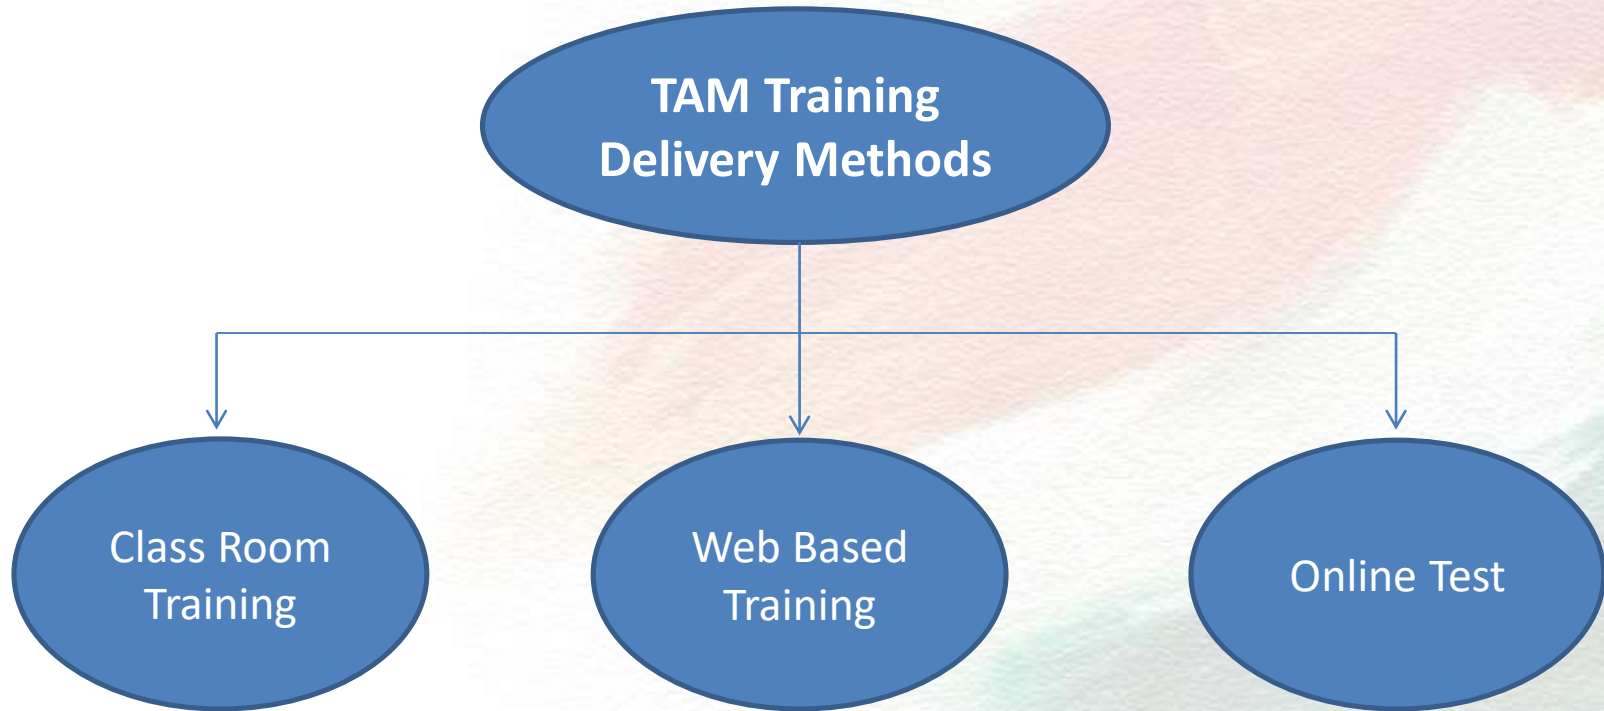 TAM Training
Delivery Methods
Class Room
Training
Web Based
Training
Online Test